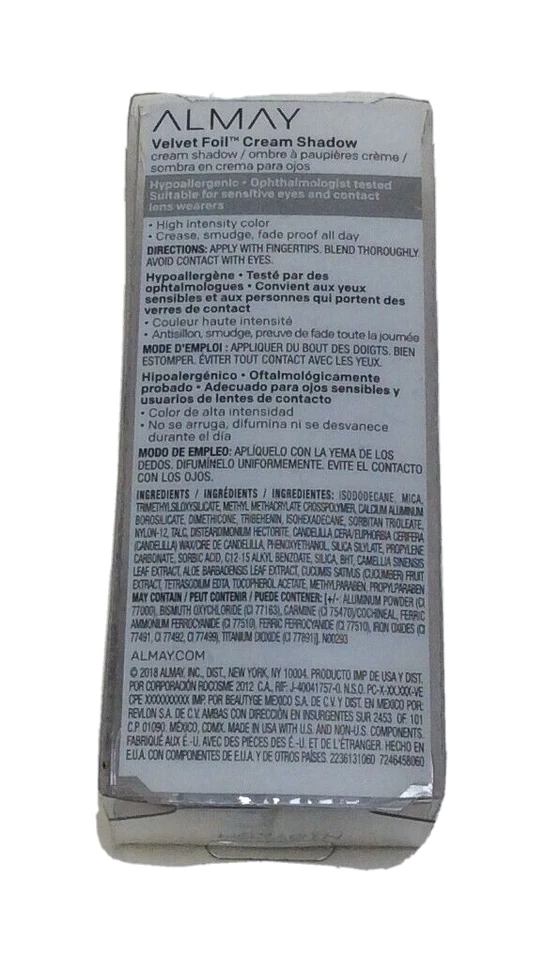 ALMAY
Velvet Foil™ Cream Shadow
cream shadow / ombre à paupières crème /
sombra en crema para ojos
Hypoallergenic • Ophthalmologist tested
Suitable for sensitive eyes and contact
lens wearers
• High intensity color
• Crease, smudge, fade proof all day
DIRECTIONS: APPLY WITH FINGERTIPS. BLEND THOROUGHLY.
AVOID CONTACT WITH EYES.
Hypoallergène • Testé par des
ophtalmologues • Convient aux yeux
sensibles et aux personnes qui portent des
verres de contact
• Couleur haute intensité
• Antisillon, smudge, preuve de fade toute la journée
MODE D'EMPLOI : APPLIQUER DU BOUT DES DOIGTS. BIEN
ESTOMPER. ÉVITER TOUT CONTACT AVEC LES YEUX.
Hipoalergénico • Oftalmológicamente
probado • Adecuado para ojos sensibles y
usuarios de lentes de contacto
• Color de alta intensidad
• No se arruga, difumina ni se desvanece
durante el día
MODO DE EMPLEO: APLÍQUELO CON LA YEMA DE LOS
DEDOS. DIFUMÍNELO UNIFORMEMENTE. EVITE EL CONTACTO
CON LOS OJOS.
INGREDIENTS / INGRÉDIENTS / INGREDIENTES: ISODODECANE, MICA,
TRIMETHYLSILOXYSILICATE, METHYL METHACRYLATE CROSSPOLYMER, CALCIUM ALUMINUM
BOROSILICATE, DIMETHICONE, TRIBEHENIN, ISOHEXADECANE, SORBITAN TRIOLEATE,
NYLON-12, TALC, DISTEARDIMONIUM HECTORITE, CANDELILLA CERA/EUPHORBIA CERIFERA
(CANDELILLA) WAX/CIRE DE CANDELILLA, PHENOXYETHANOL, SILICA SILYLATE, PROPYLENE
CARBONATE, SORBIC ACID, C12-15 ALKYL BENZOATE, SILICA, BHT, CAMELLIA SINENSIS
LEAF EXTRACT, ALOE BARBADENSIS LEAF EXTRACT, CUCUMIS SATIVUS (CUCUMBER) FRUIT
EXTRACT, TETRASODIUM EDTA, TOCOPHEROL ACETATE, METHYLPARABEN, PROPYLPARABEN
MAY CONTAIN / PEUT CONTENIR / PUEDE CONTENER: [+/-: ALUMINUM POWDER (CI
77000), BISMUTH OXYCHLORIDE (CI 77163), CARMINE (CI 75470)/COCHINEAL, FERRIC
AMMONIUM FERROCYANIDE (CI 77510), FERRIC FERROCYANIDE (CI 77510), IRON OXIDES (CI
77491, CI 77492, CI 77499), TITANIUM DIOXIDE (CI 77891)]. N00293
ALMAY.COM
© 2018 ALMAY, INC., DIST., NEW YORK, NY 10004. PRODUCTO IMP DE USA Y DIST.
POR CORPORACIÓN ROCOSME 2012 C.A., RIF: J-40041757-0. N.S.O. PC-X-XX.XXX-VE
CPE XXXXXXXXXX IMP. POR BEAUTYGE MEXICO S.A. DE C.V. Y DIST. EN MEXICO POR:
REVLON S.A. DE C.V. AMBAS CON DIRECCIÓN EN INSURGENTES SUR 2453 OF. 101
C.P. 01090. MÉXICO, CDMX. MADE IN USA WITH U.S. AND NON-U.S. COMPONENTS.
FABRIQUÉ AUX É.-U. AVEC DES PIECES DES É.-U. ET DE L'ÉTRANGER. HECHO EN
E.U.A. CON COMPONENTES DE E.U.A. Y DE OTROS PAÍSES. 2236131060 7246458060